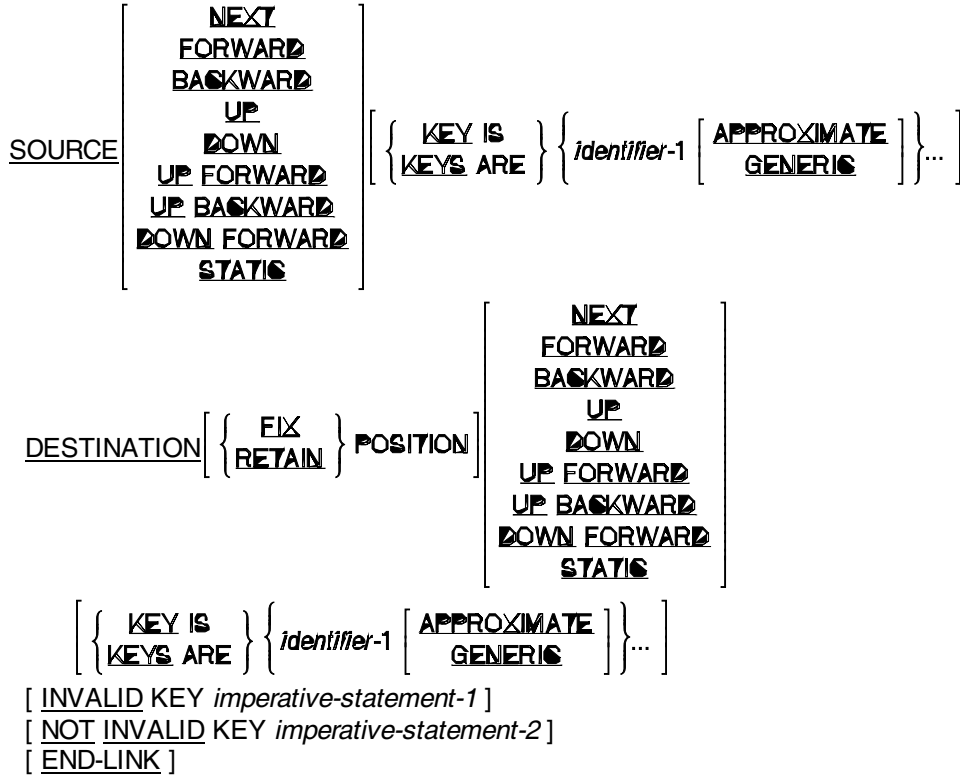 NEXT
FORWARD
BACKWARD
UP
SOURCE DOWN [ { KEY IS KEYS ARE } { identifier-1 [ APPROXIMATE GENERIC ] }... ]
UP FORWARD
UP BACKWARD
DOWN FORWARD
STATIC
NEXT
FORWARD
BACKWARD
UP
DESTINATION [ { FIX RETAIN } POSITION ] DOWN
UP FORWARD
UP BACKWARD
DOWN FORWARD
STATIC
[ { KEY IS KEYS ARE } { identifier-1 [ APPROXIMATE GENERIC ] }... ]
[ INVALID KEY imperative-statement-1 ]
[ NOT INVALID KEY imperative-statement-2 ]
[ END-LINK ]